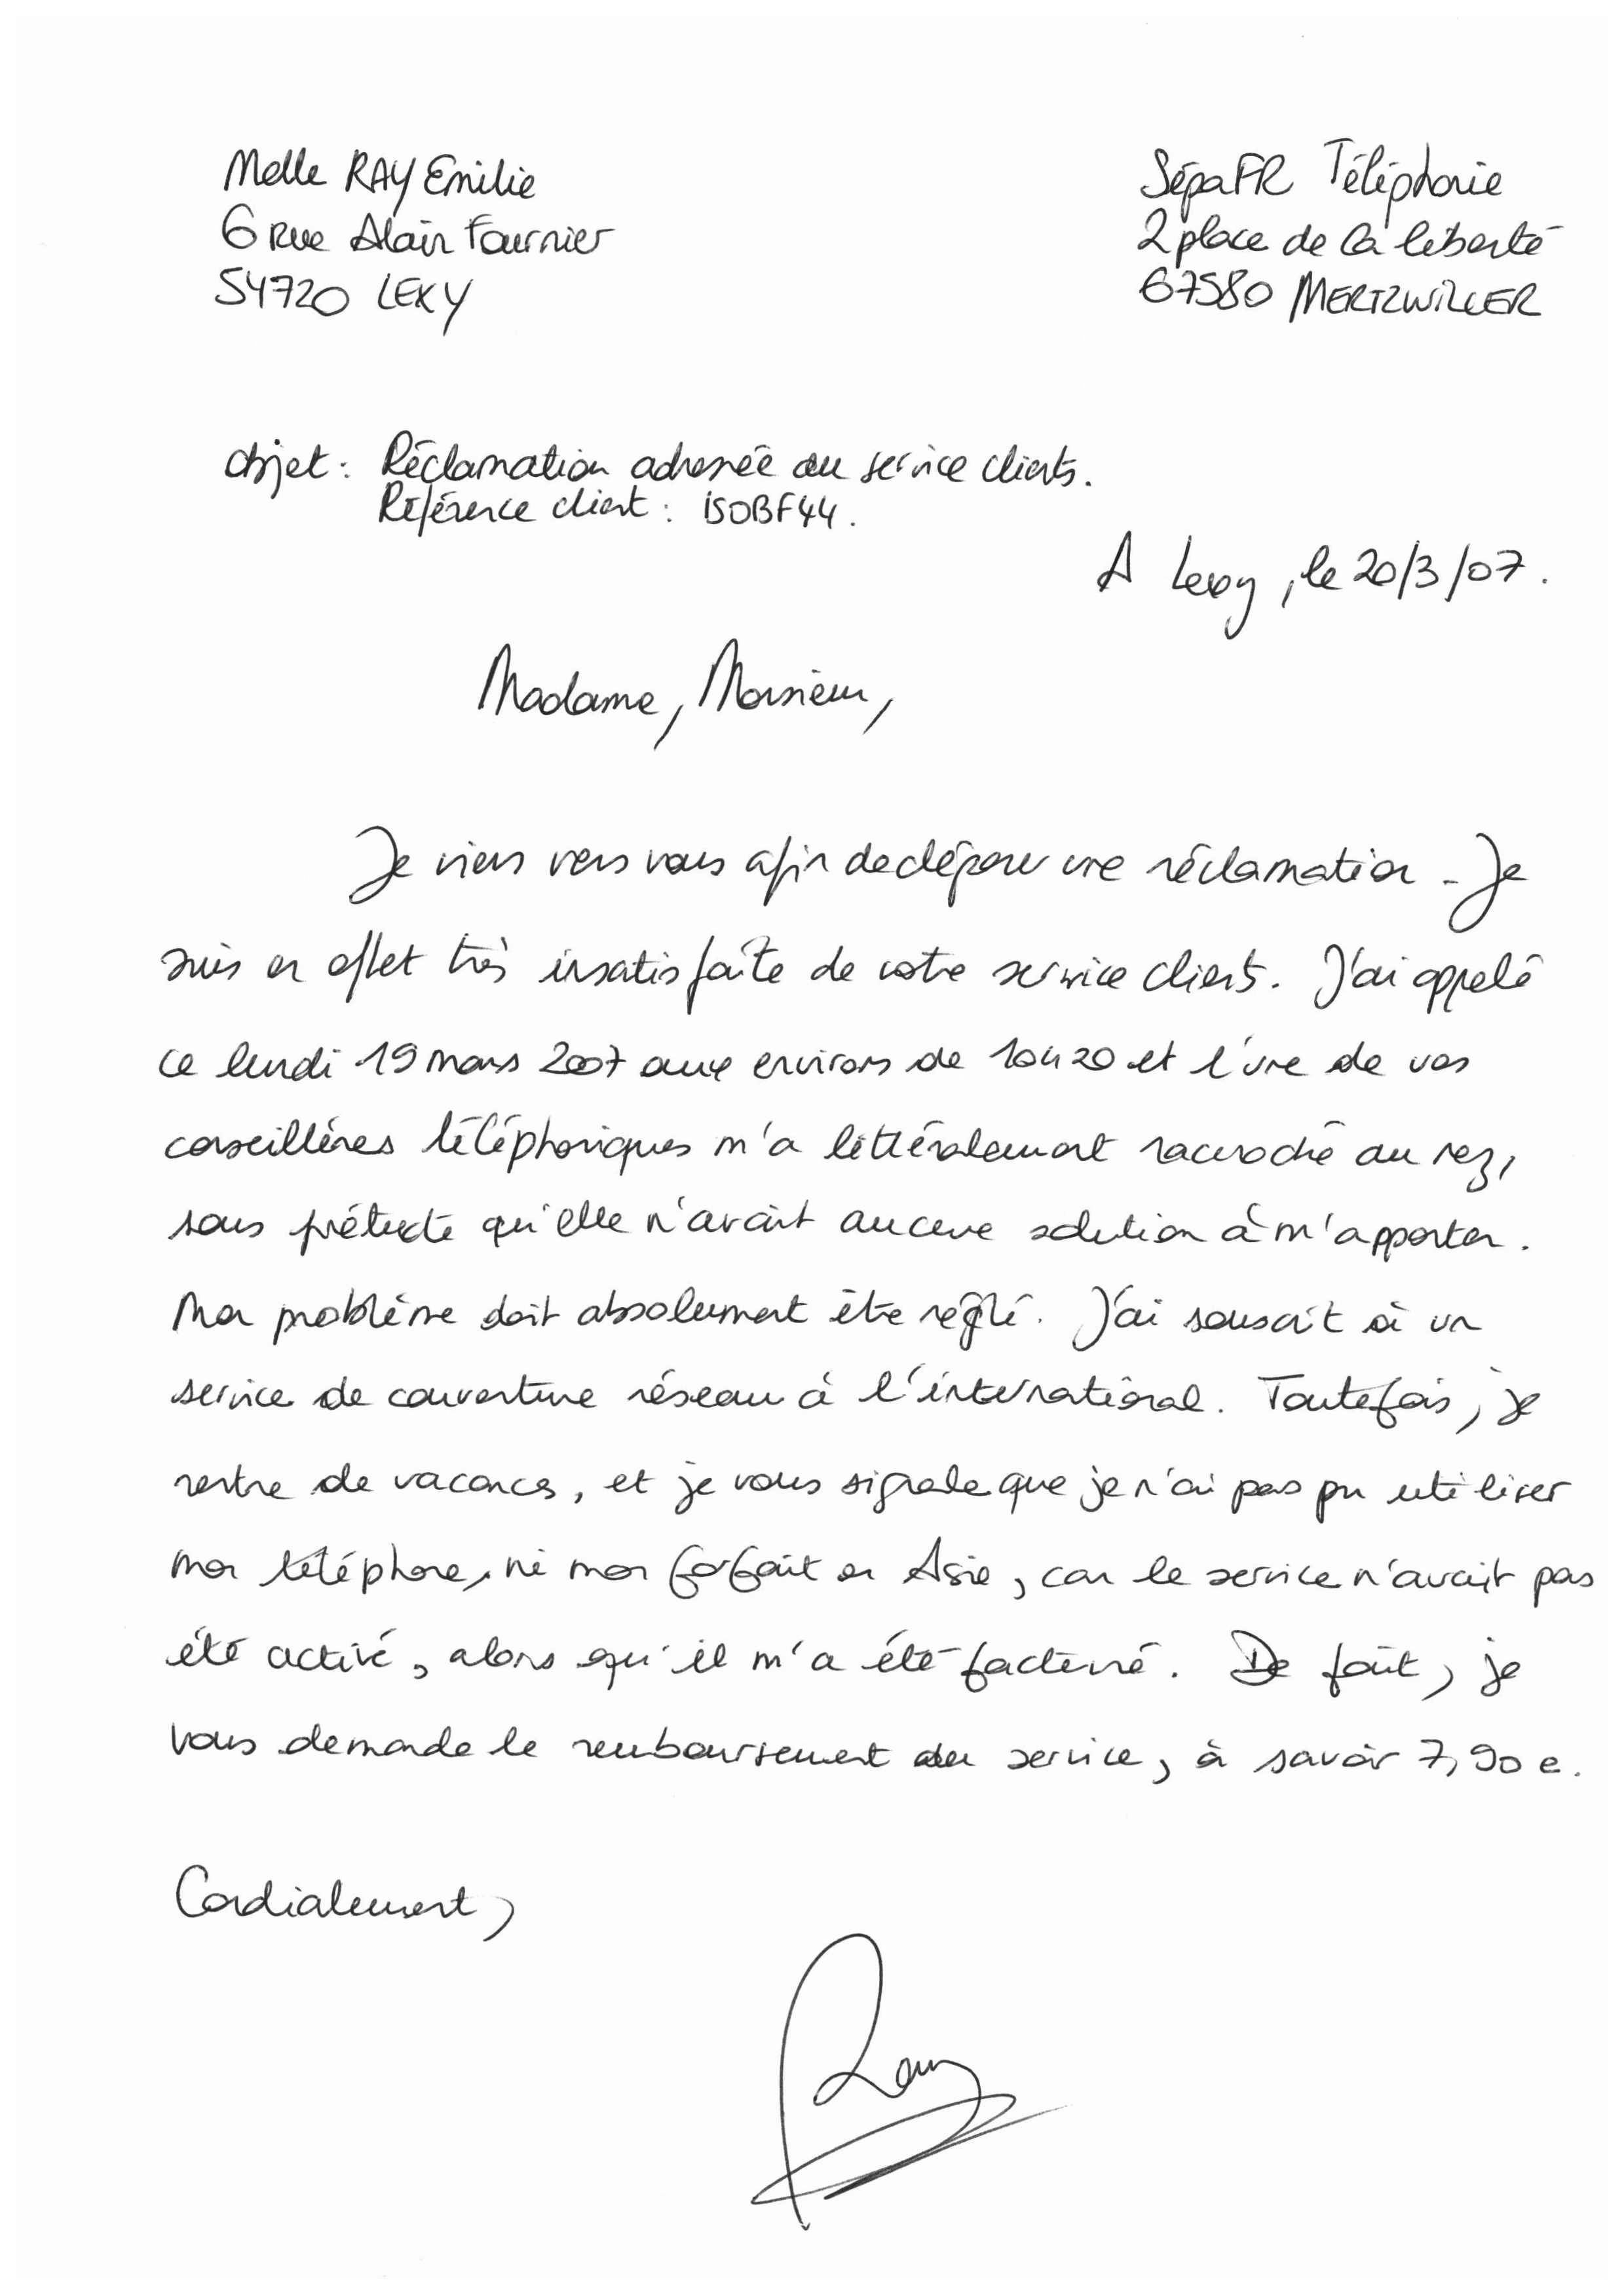 Melle RAY Emilie
6 Rue Alain Fournier
54720 LEXY
SépaFR Téléphonie
2 place de la liberté
67580 MERTZWILLER
Objet : Réclamation adressée au service clients.
Référence client : ISOBF44.
A Lexy, le 20/3/07.
Madame, Monsieur,
Je viens vers vous afin de déposer une réclamation. Je
suis en effet très insatisfaite de votre service clients. J'ai appelé
ce lundi 19 mars 2007 aux environs de 10h20 et l'une de vos
conseillères téléphoniques m'a littéralement raccroché au nez,
sous prétexte qu'elle n'avait aucune solution à m'apporter.
Mon problème doit absolument être réglé. J'ai souscrit à un
service de couverture réseau à l'international. Toutefois, je
rentre de vacances, et je vous signale que je n'ai pas pu utiliser
mon téléphone, ni mon forfait en Asie, car le service n'avait pas
été activé, alors qu'il m'a été facturé. De fait, je
vous demande le remboursement du service, à savoir 7,90 e.
Cordialement,
Ray